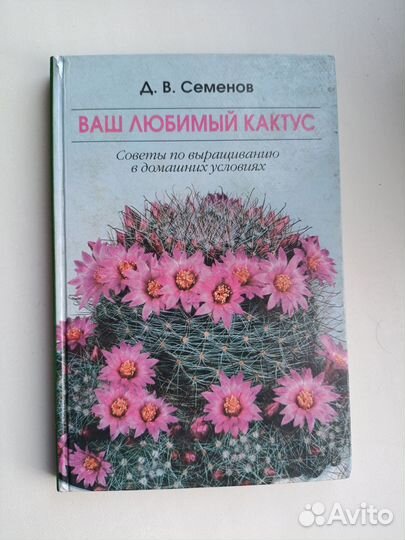 Д. В. Семенов
ВАШ ЛЮБИМЫЙ КАКТУС
Советы по выращиванию
в домашних условиях
Avito